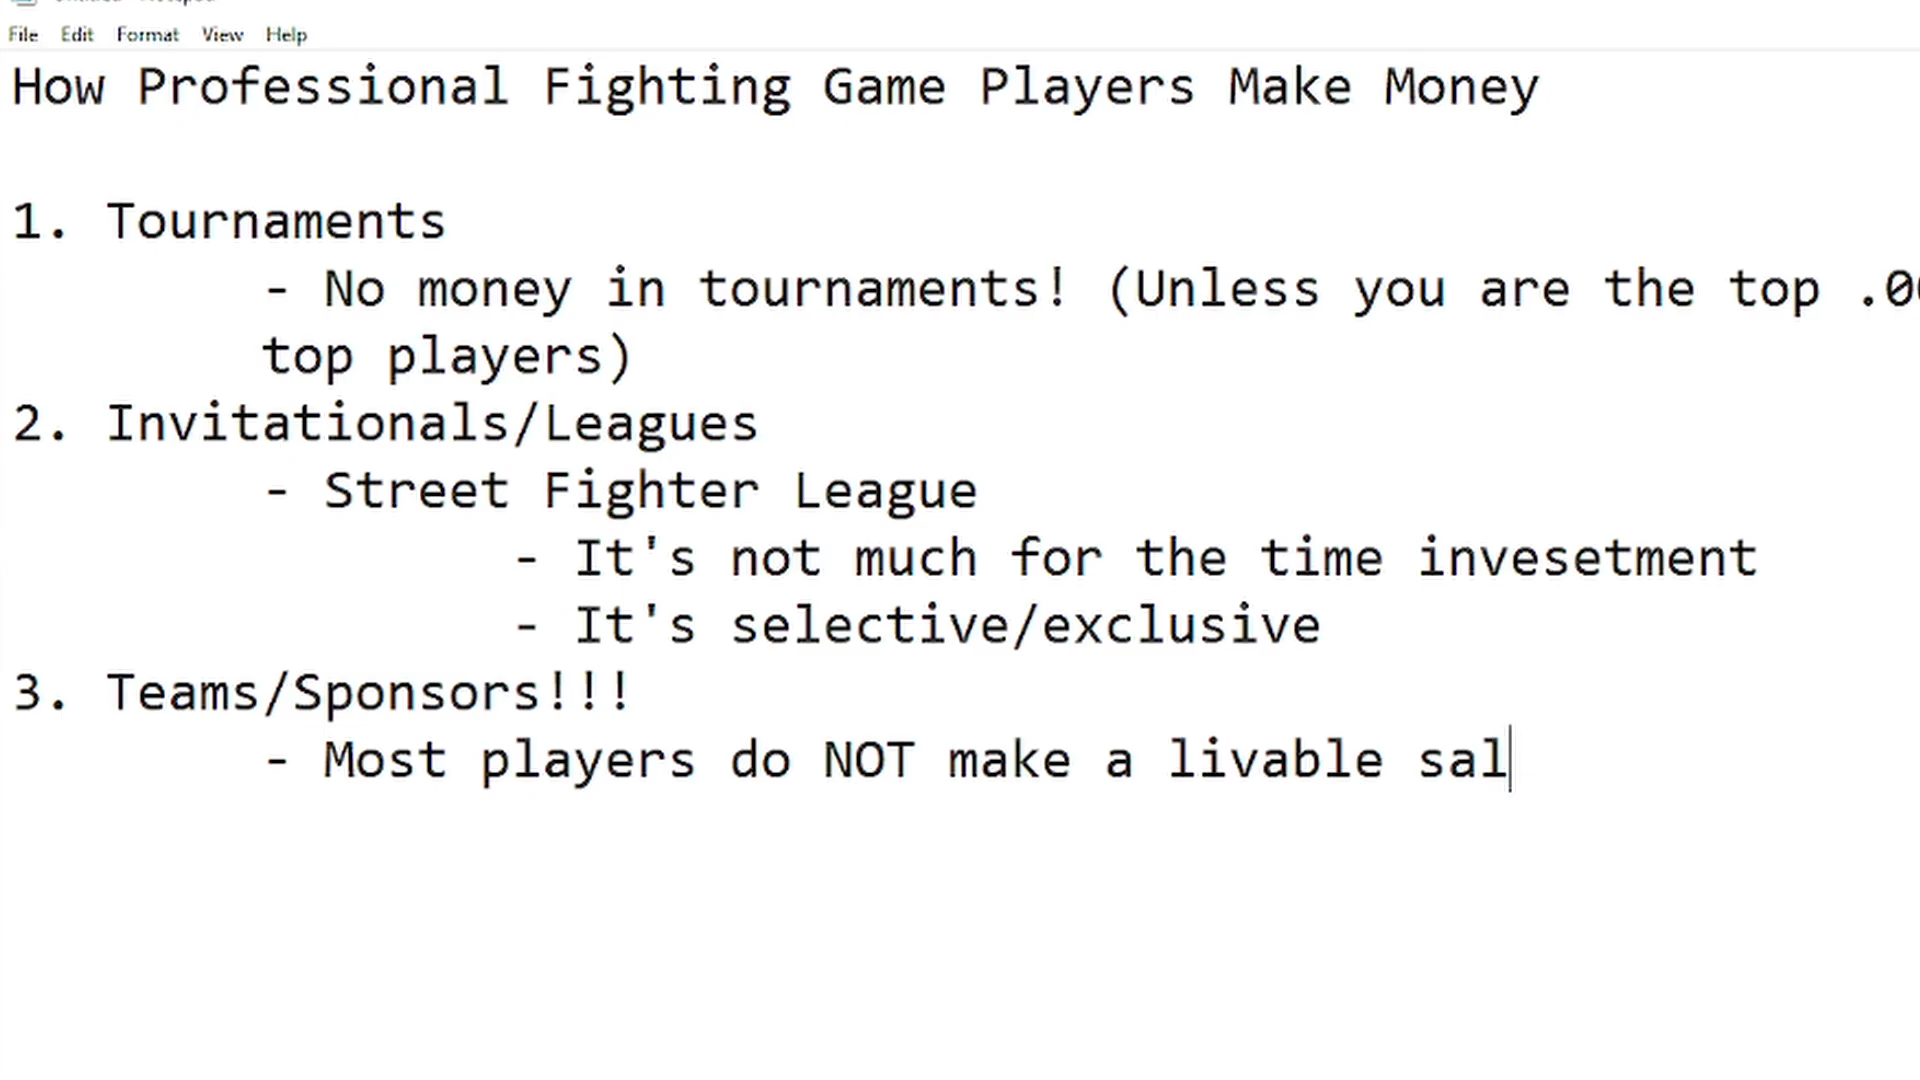 File Edit Format View Help
How Professional Fighting Game Players Make Money
1. Tournaments
- No money in tournaments! (Unless you are the top
top players)
2. Invitationals/Leagues
- Street Fighter League
- It's not much for the time invesetment
- It's selective/exclusive
3. Teams/Sponsors!!!
- Most players do NOT make a livable sal